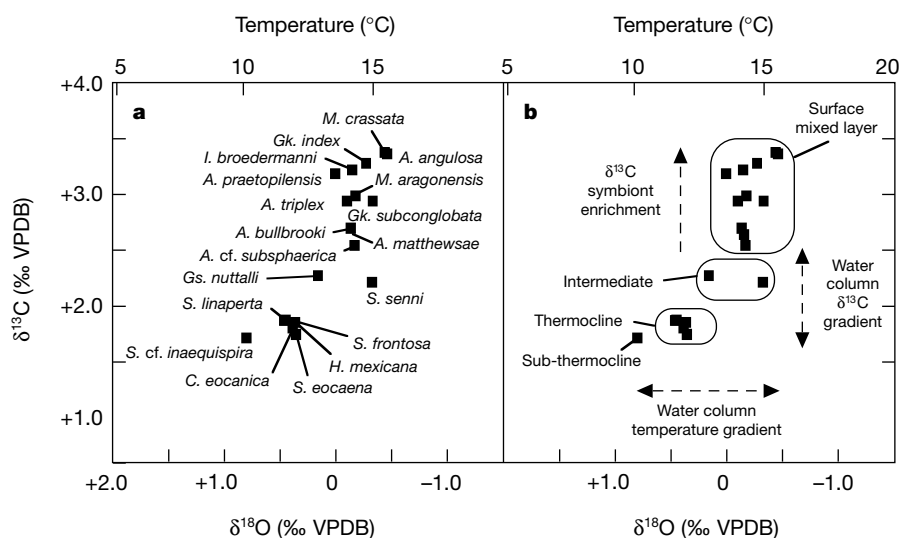 Temperature (°C)
5 10 15
a
+4.0
+3.0
+2.0
+1.0
δ13C (‰ VPDB)
M. crassata
Gk. index
I. broedermanni
A. angulosa
A. praetopilensis
M. aragonensis
A. triplex
Gk. subconglobata
A. bullbrooki
A. matthewsae
A. cf. subsphaerica
Gs. nuttalli
S. senni
S. linaperta
S. frontosa
S. cf. inaequispira
H. mexicana
C. eocanica
S. eocaena
+2.0 +1.0 0 −1.0
δ18O (‰ VPDB)
Temperature (°C)
5 10 15 20
b
Surface
mixed layer
δ13C
symbiont
enrichment
Intermediate
Water
column
δ13C
gradient
Thermocline
Sub-thermocline
Water column
temperature gradient
+1.0 0 −1.0
δ18O (‰ VPDB)